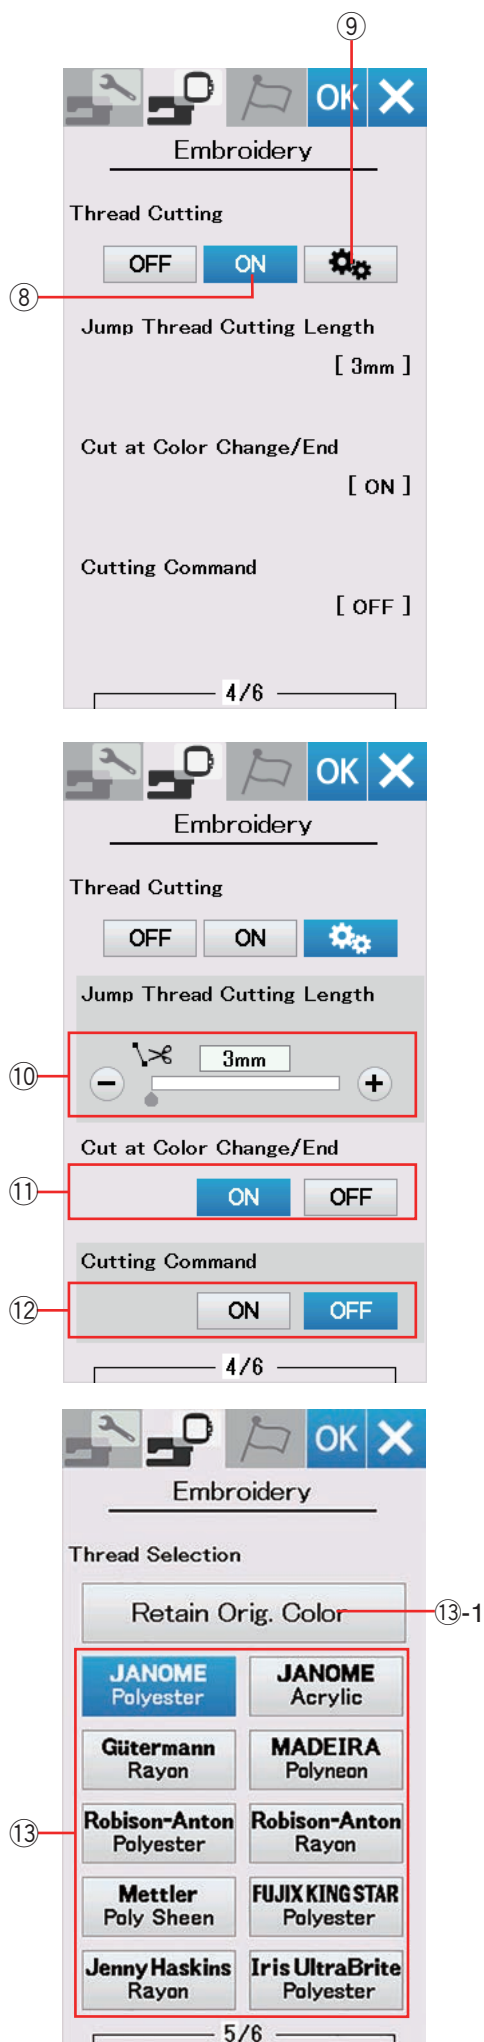 ⑨
OK
Embroidery
Thread Cutting
OFF ON
⑧
Jump Thread Cutting Length
[ 3mm ]
Cut at Color Change/End
[ ON ]
Cutting Command
[ OFF ]
4/6
OK
Embroidery
Thread Cutting
OFF ON
Jump Thread Cutting Length
3mm
⑩
− +
Cut at Color Change/End
⑪
ON OFF
Cutting Command
⑫
ON OFF
4/6
OK
Embroidery
Thread Selection
Retain Orig. Color
⑬-1
JANOME JANOME
Polyester Acrylic
Gütermann MADEIRA
Rayon Polyneon
⑬
Robison-Anton Robison-Anton
Polyester Rayon
Mettler FUJIX KING STAR
Poly Sheen Polyester
Jenny Haskins Iris UltraBrite
Rayon Polyester
5/6